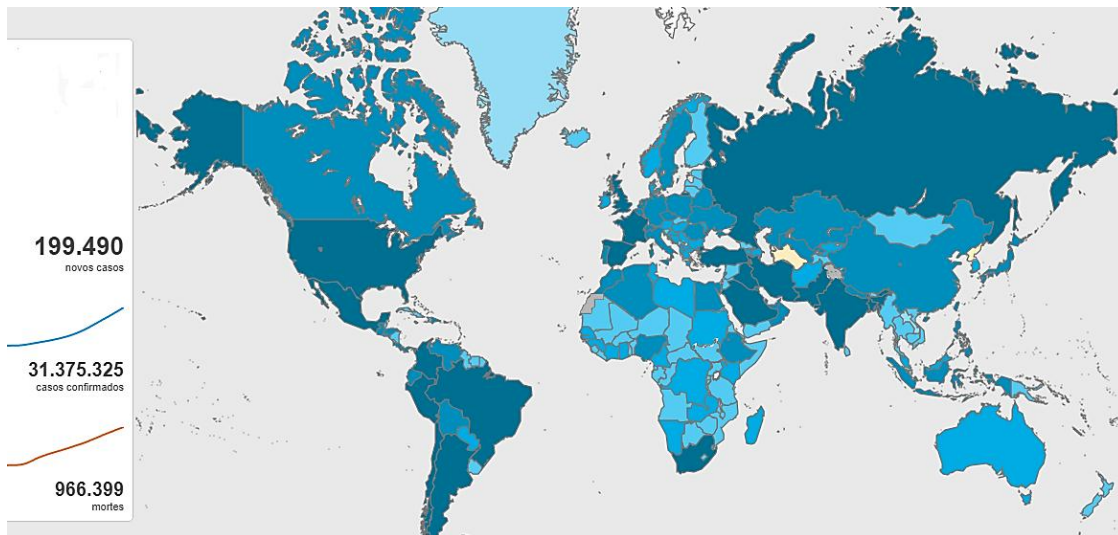 199.490
novos casos
31.375.325
casos confirmados
966.399
mortes